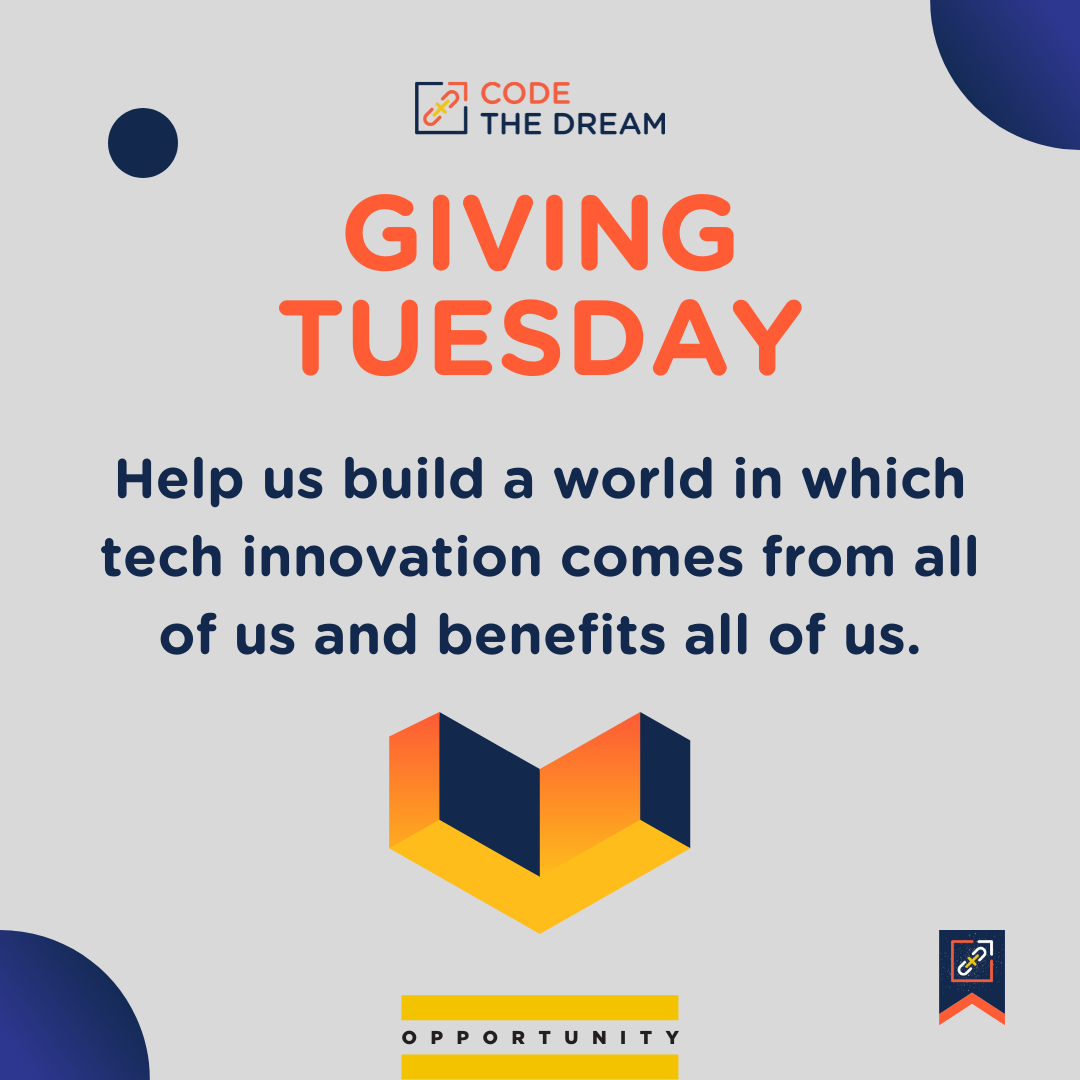 CODE
THE DREAM
GIVING
TUESDAY
Help us build a world in which
tech innovation comes from all
of us and benefits all of us.
OPPORTUNITY